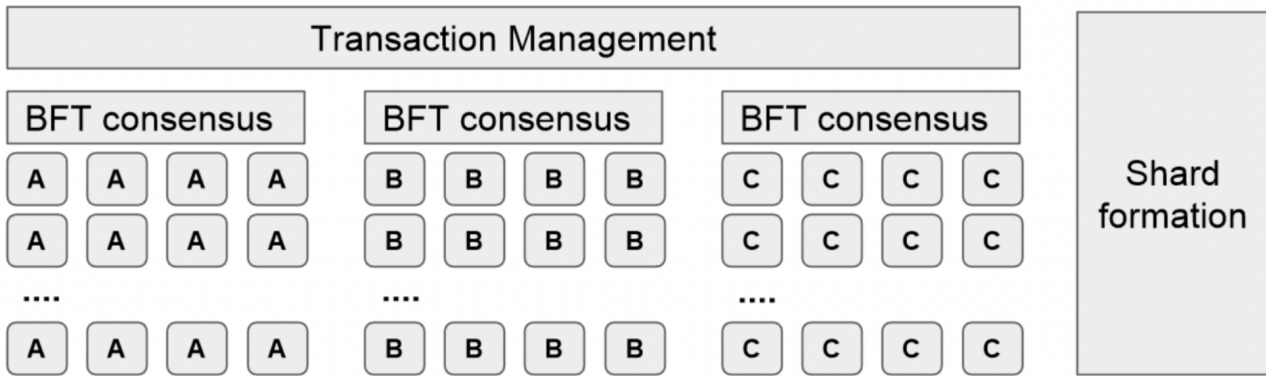 Transaction Management
BFT consensus BFT consensus BFT consensus
A A A A B B B B C C C C
A A A A B B B B C C C C
.... .... ....
A A A A B B B B C C C C
Shard
formation